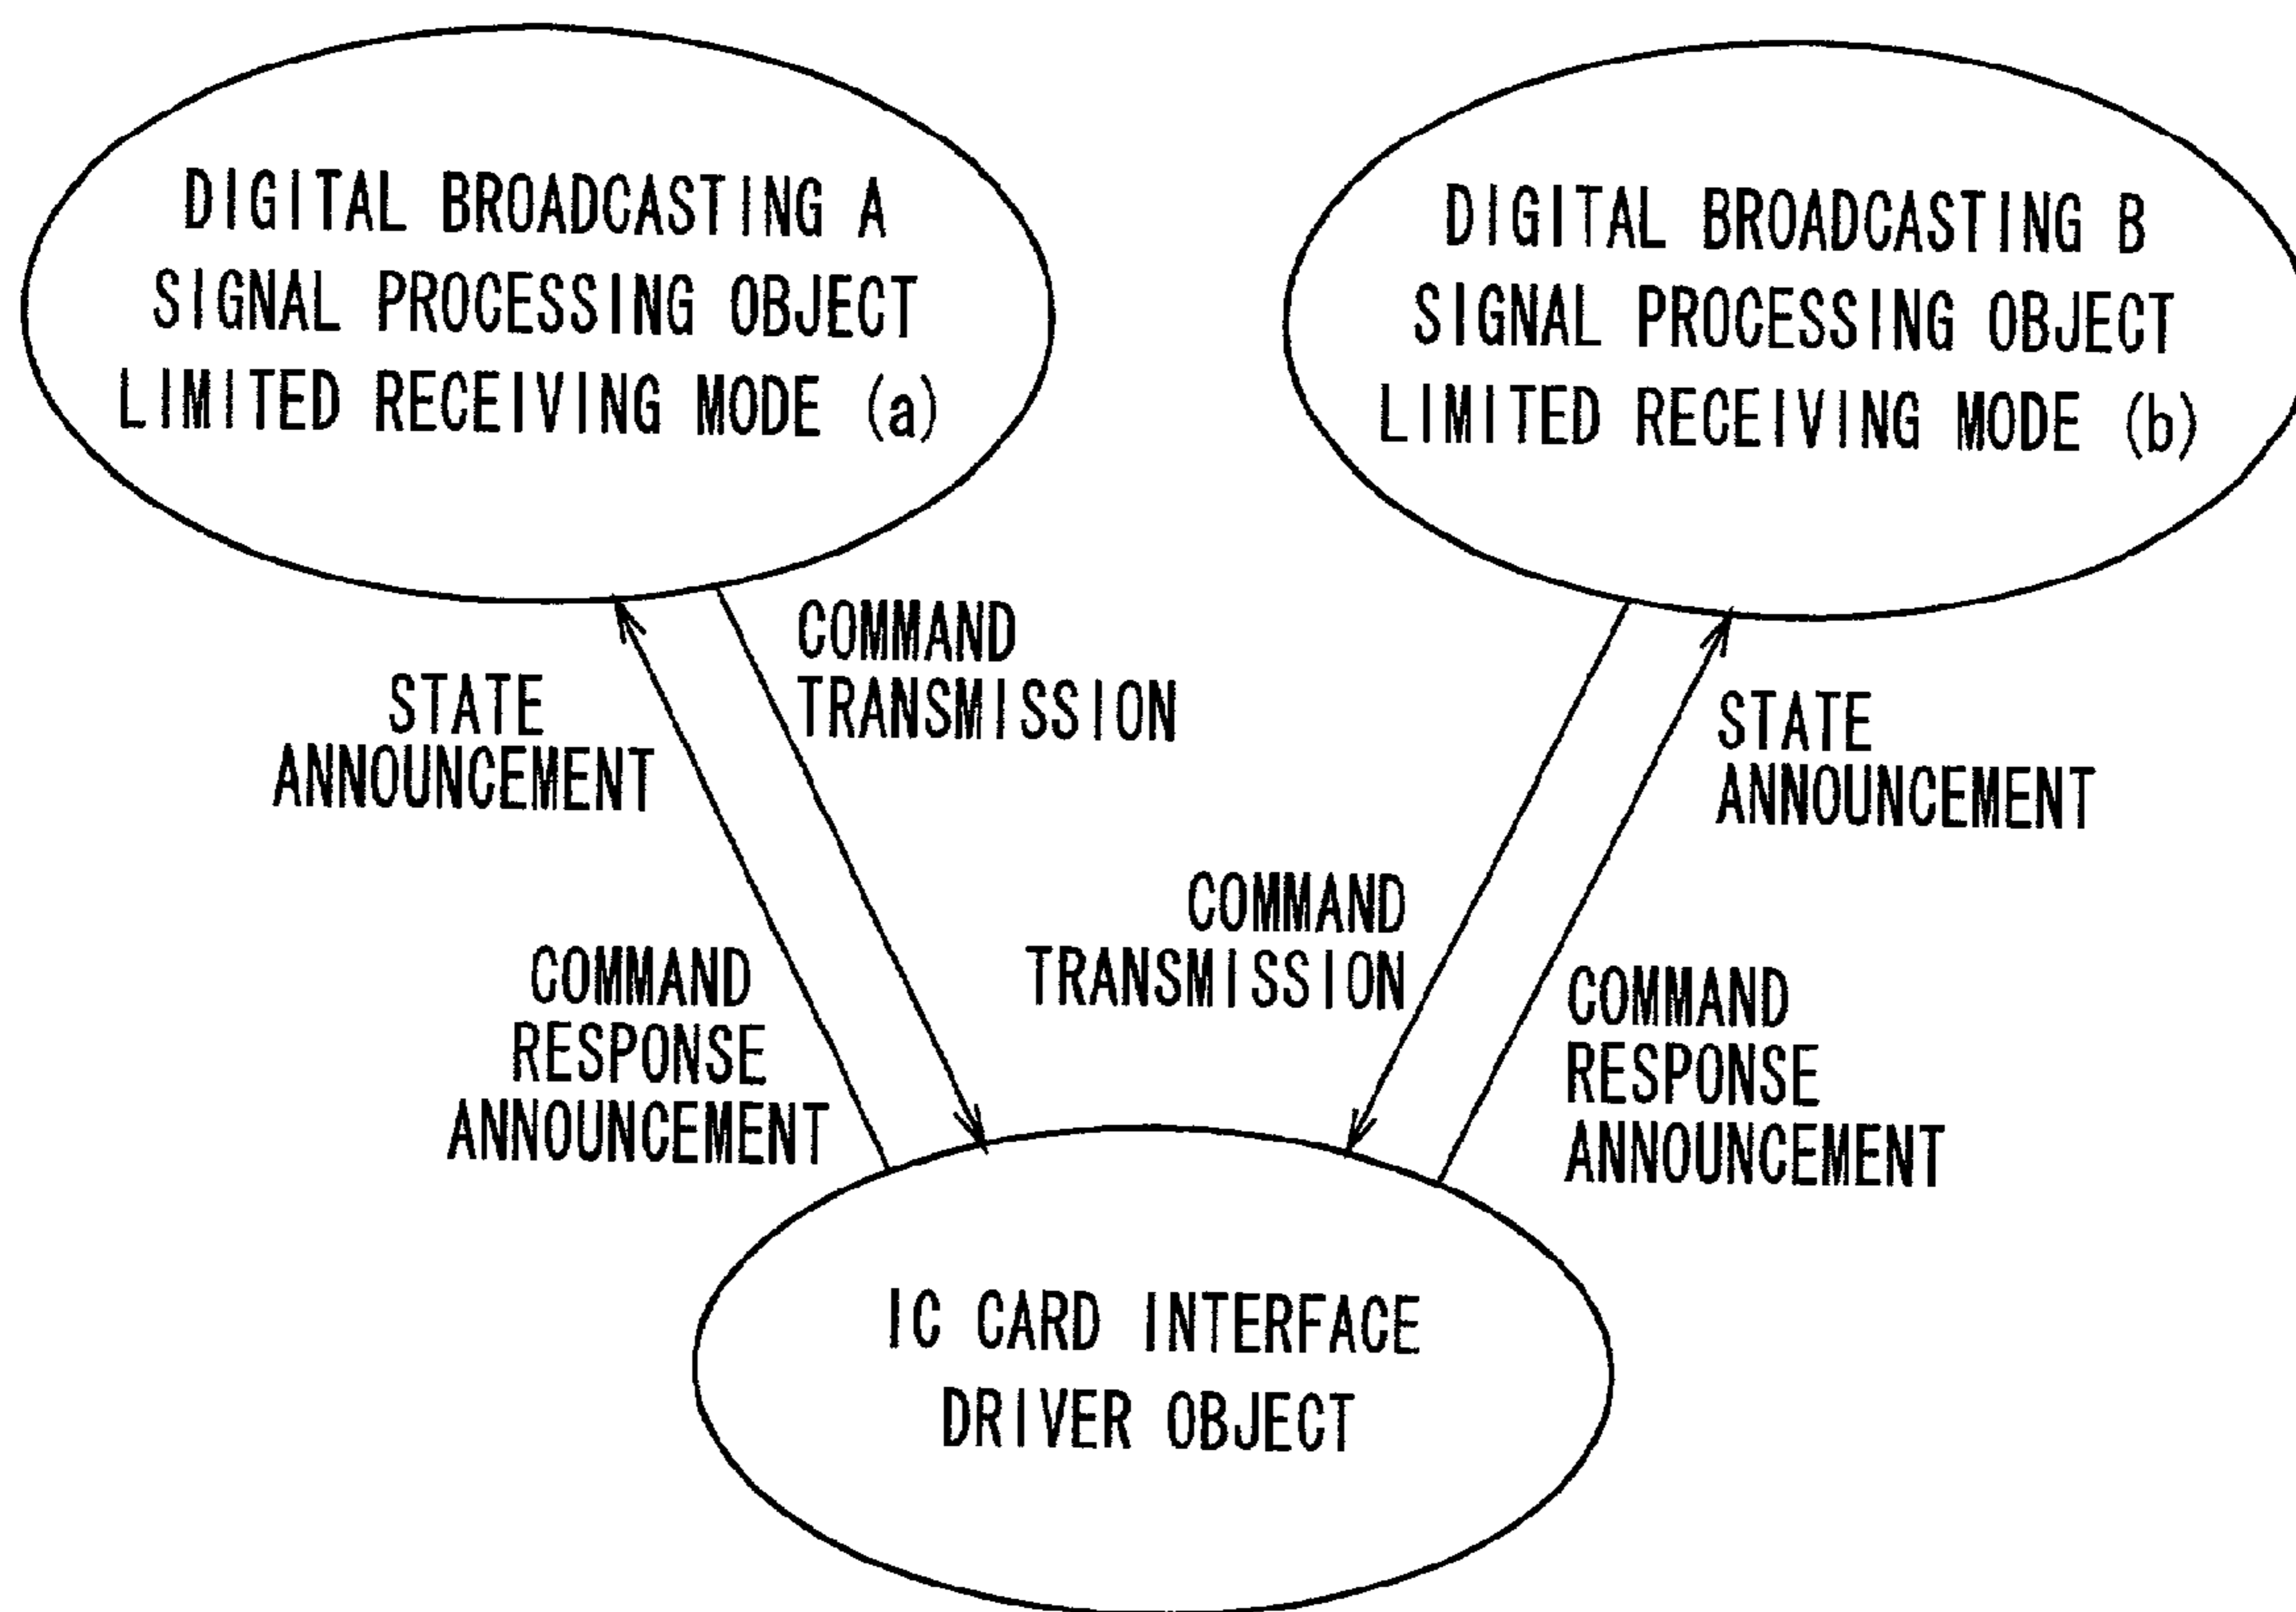 DIGITAL BROADCASTING A
SIGNAL PROCESSING OBJECT
LIMITED RECEIVING MODE (a)
DIGITAL BROADCASTING B
SIGNAL PROCESSING OBJECT
LIMITED RECEIVING MODE (b)
STATE
ANNOUNCEMENT
COMMAND
TRANSMISSION
STATE
ANNOUNCEMENT
COMMAND
RESPONSE
ANNOUNCEMENT
COMMAND
TRANSMISSION
COMMAND
RESPONSE
ANNOUNCEMENT
IC CARD INTERFACE
DRIVER OBJECT